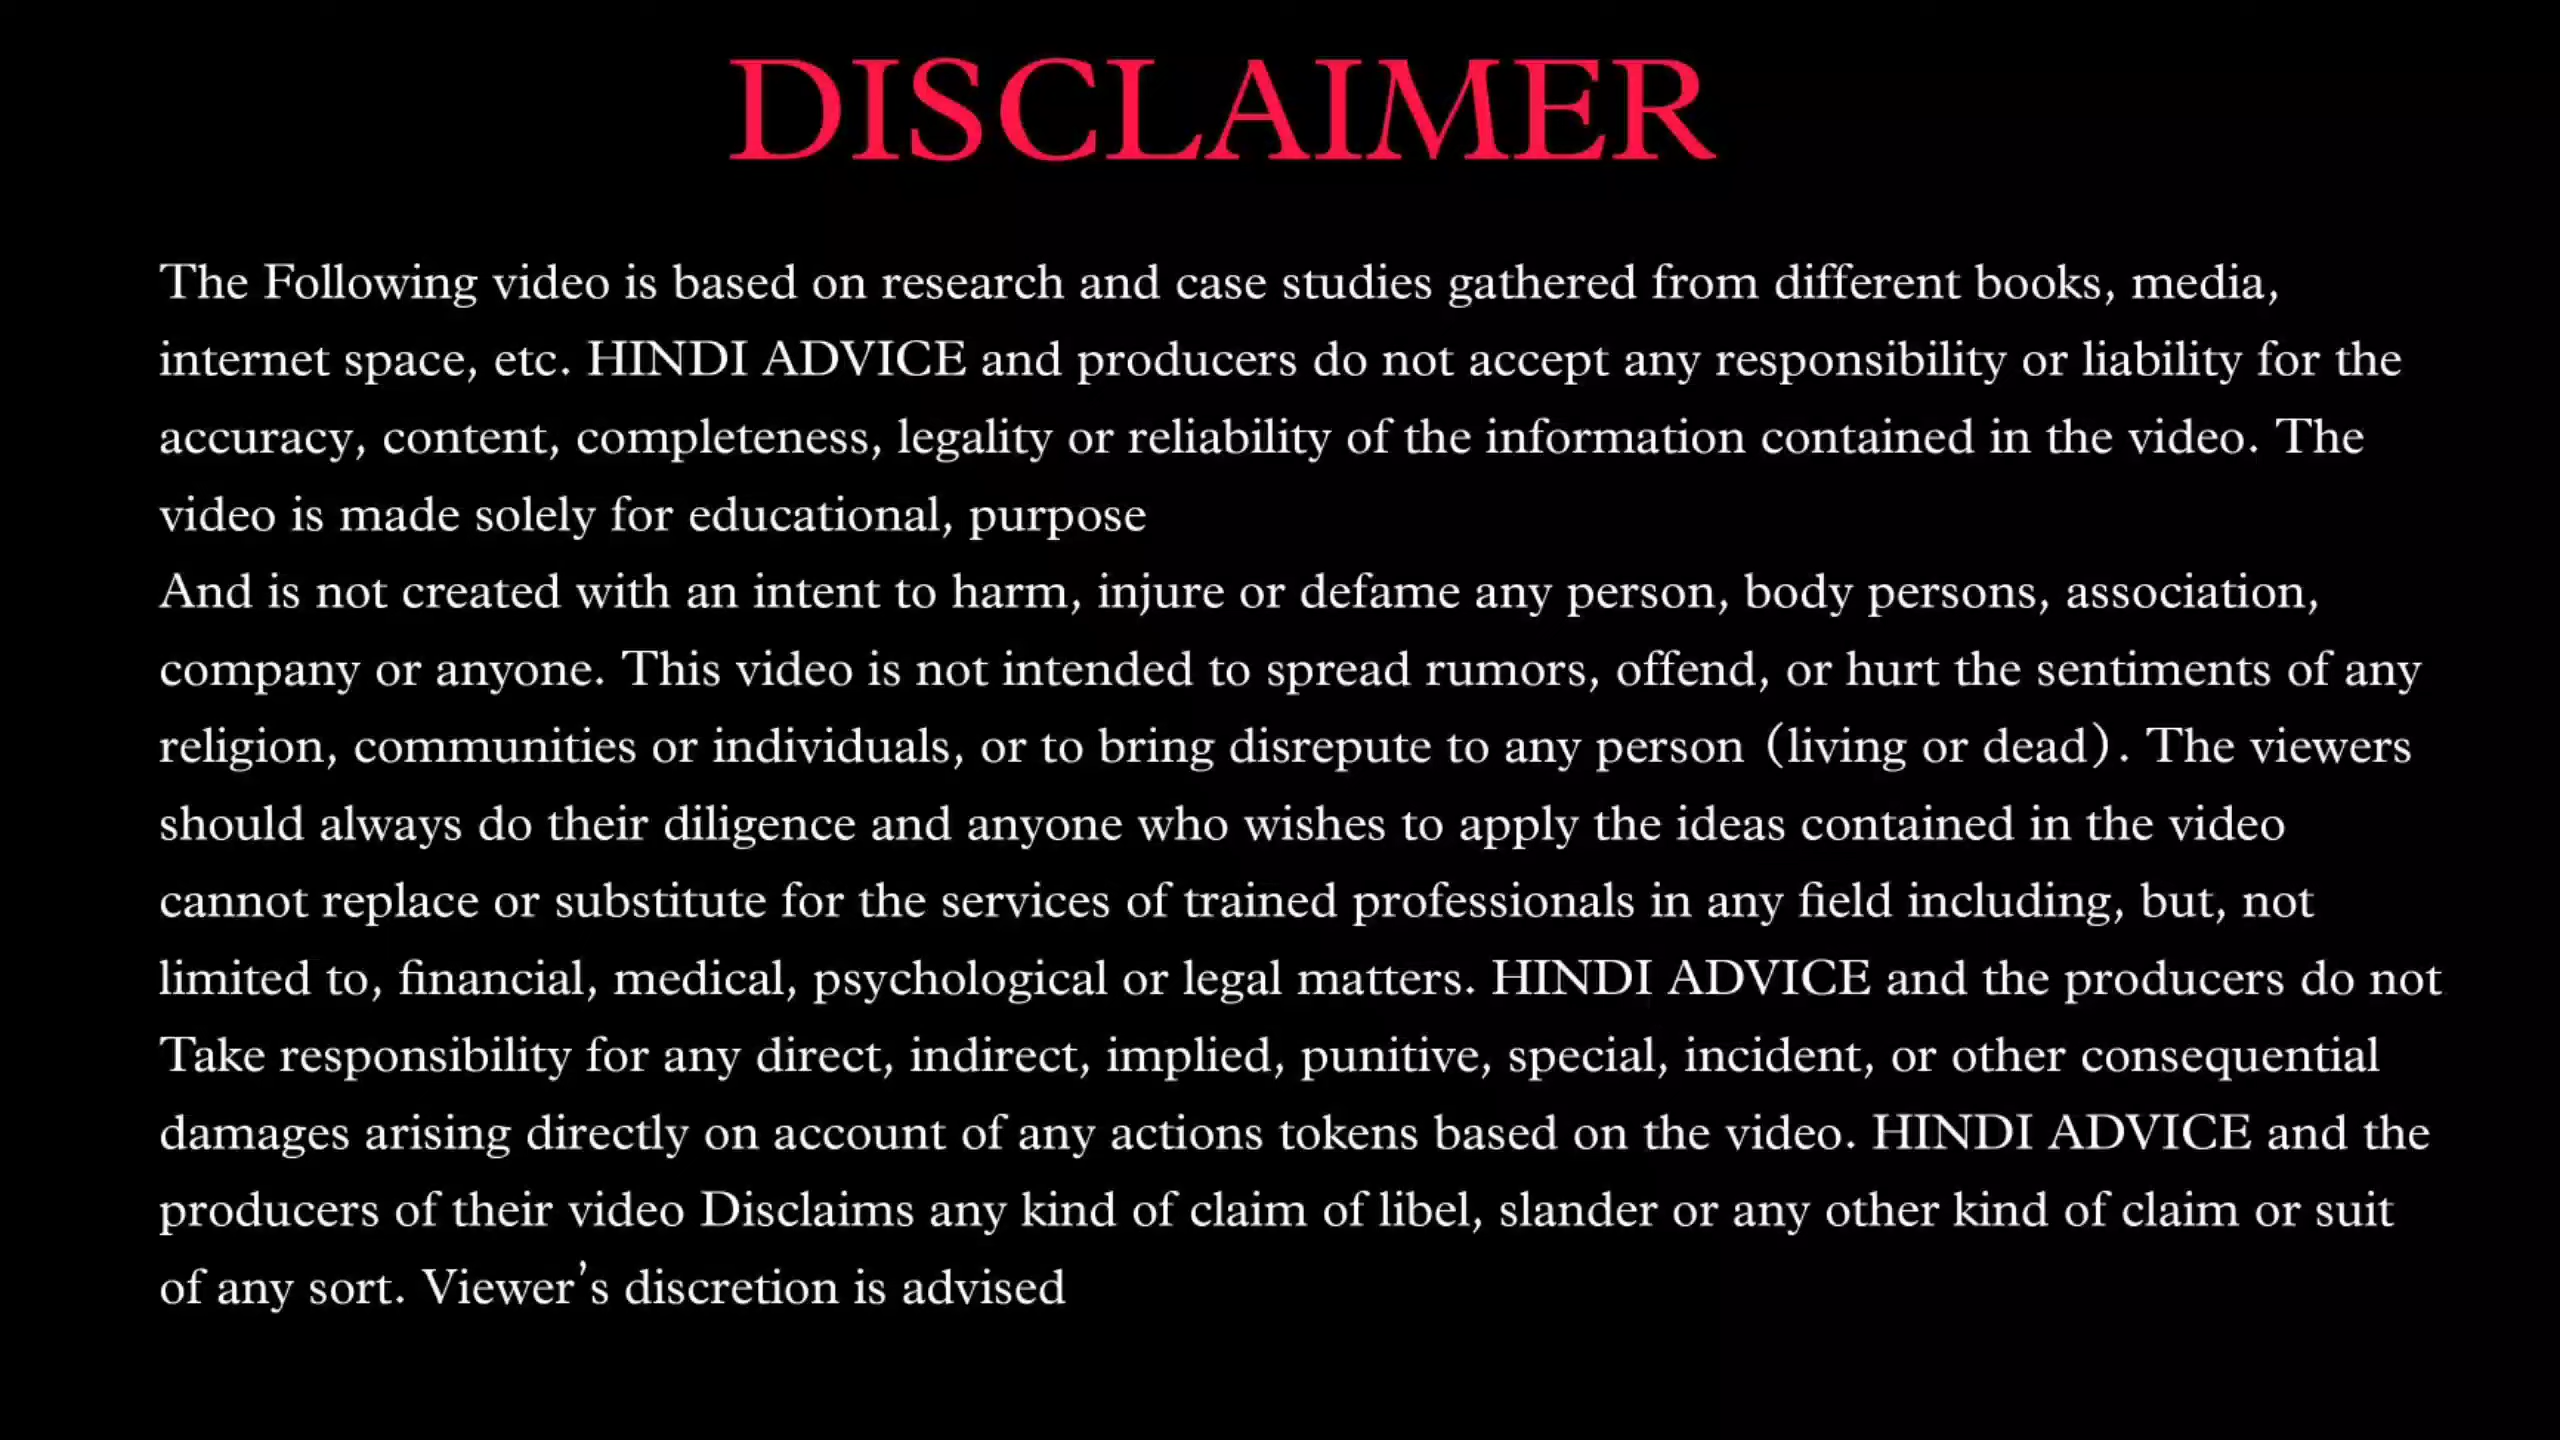 DISCLAIMER
The Following video is based on research and case studies gathered from different books, media,
internet space, etc. HINDI ADVICE and producers do not accept any responsibility or liability for the
accuracy, content, completeness, legality or reliability of the information contained in the video. The
video is made solely for educational, purpose
And is not created with an intent to harm, injure or defame any person, body persons, association,
company or anyone. This video is not intended to spread rumors, offend, or hurt the sentiments of any
religion, communities or individuals, or to bring disrepute to any person (living or dead). The viewers
should always do their diligence and anyone who wishes to apply the ideas contained in the video
cannot replace or substitute for the services of trained professionals in any field including, but, not
limited to, financial, medical, psychological or legal matters. HINDI ADVICE and the producers do not
Take responsibility for any direct, indirect, implied, punitive, special, incident, or other consequential
damages arising directly on account of any actions tokens based on the video. HINDI ADVICE and the
producers of their video Disclaims any kind of claim of libel, slander or any other kind of claim or suit
of any sort. Viewer's discretion is advised